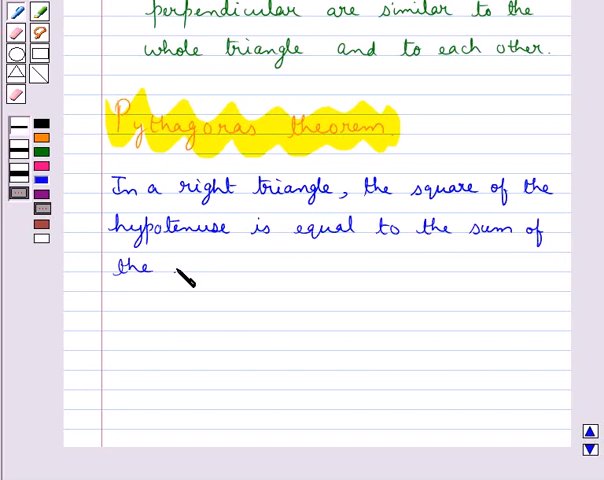 perpendicular are similar to the
whole triangle and to each other.
Pythagoras theorem.
In a right triangle, the square of the
hypotenuse is equal to the sum of
the